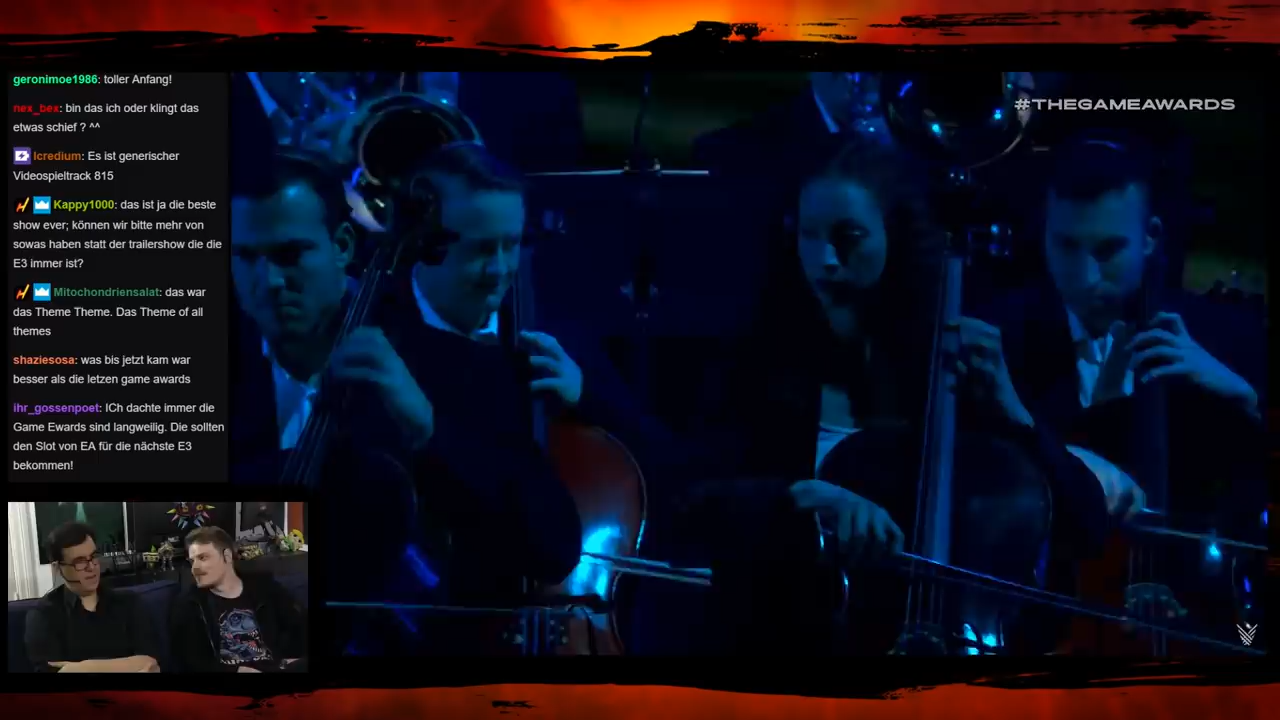 geronimoe1986: toller Anfang!
nex_bex: bin das ich oder klingt das
etwas schief ? ^^
Icredium: Es ist generischer
Videospieltrack 815
Kappy1000: das ist ja die beste
show ever; können wir bitte mehr von
sowas haben statt der trailershow die die
E3 immer ist?
Mitochondriensalat: das war
das Theme Theme. Das Theme of all
themes
shaziesosa: was bis jetzt kam war
besser als die letzen game awards
ihr_gossenpoet: ICh dachte immer die
Game Ewards sind langweilig. Die sollten
den Slot von EA für die nächste E3
bekommen!
#THEGAMEAWARDS